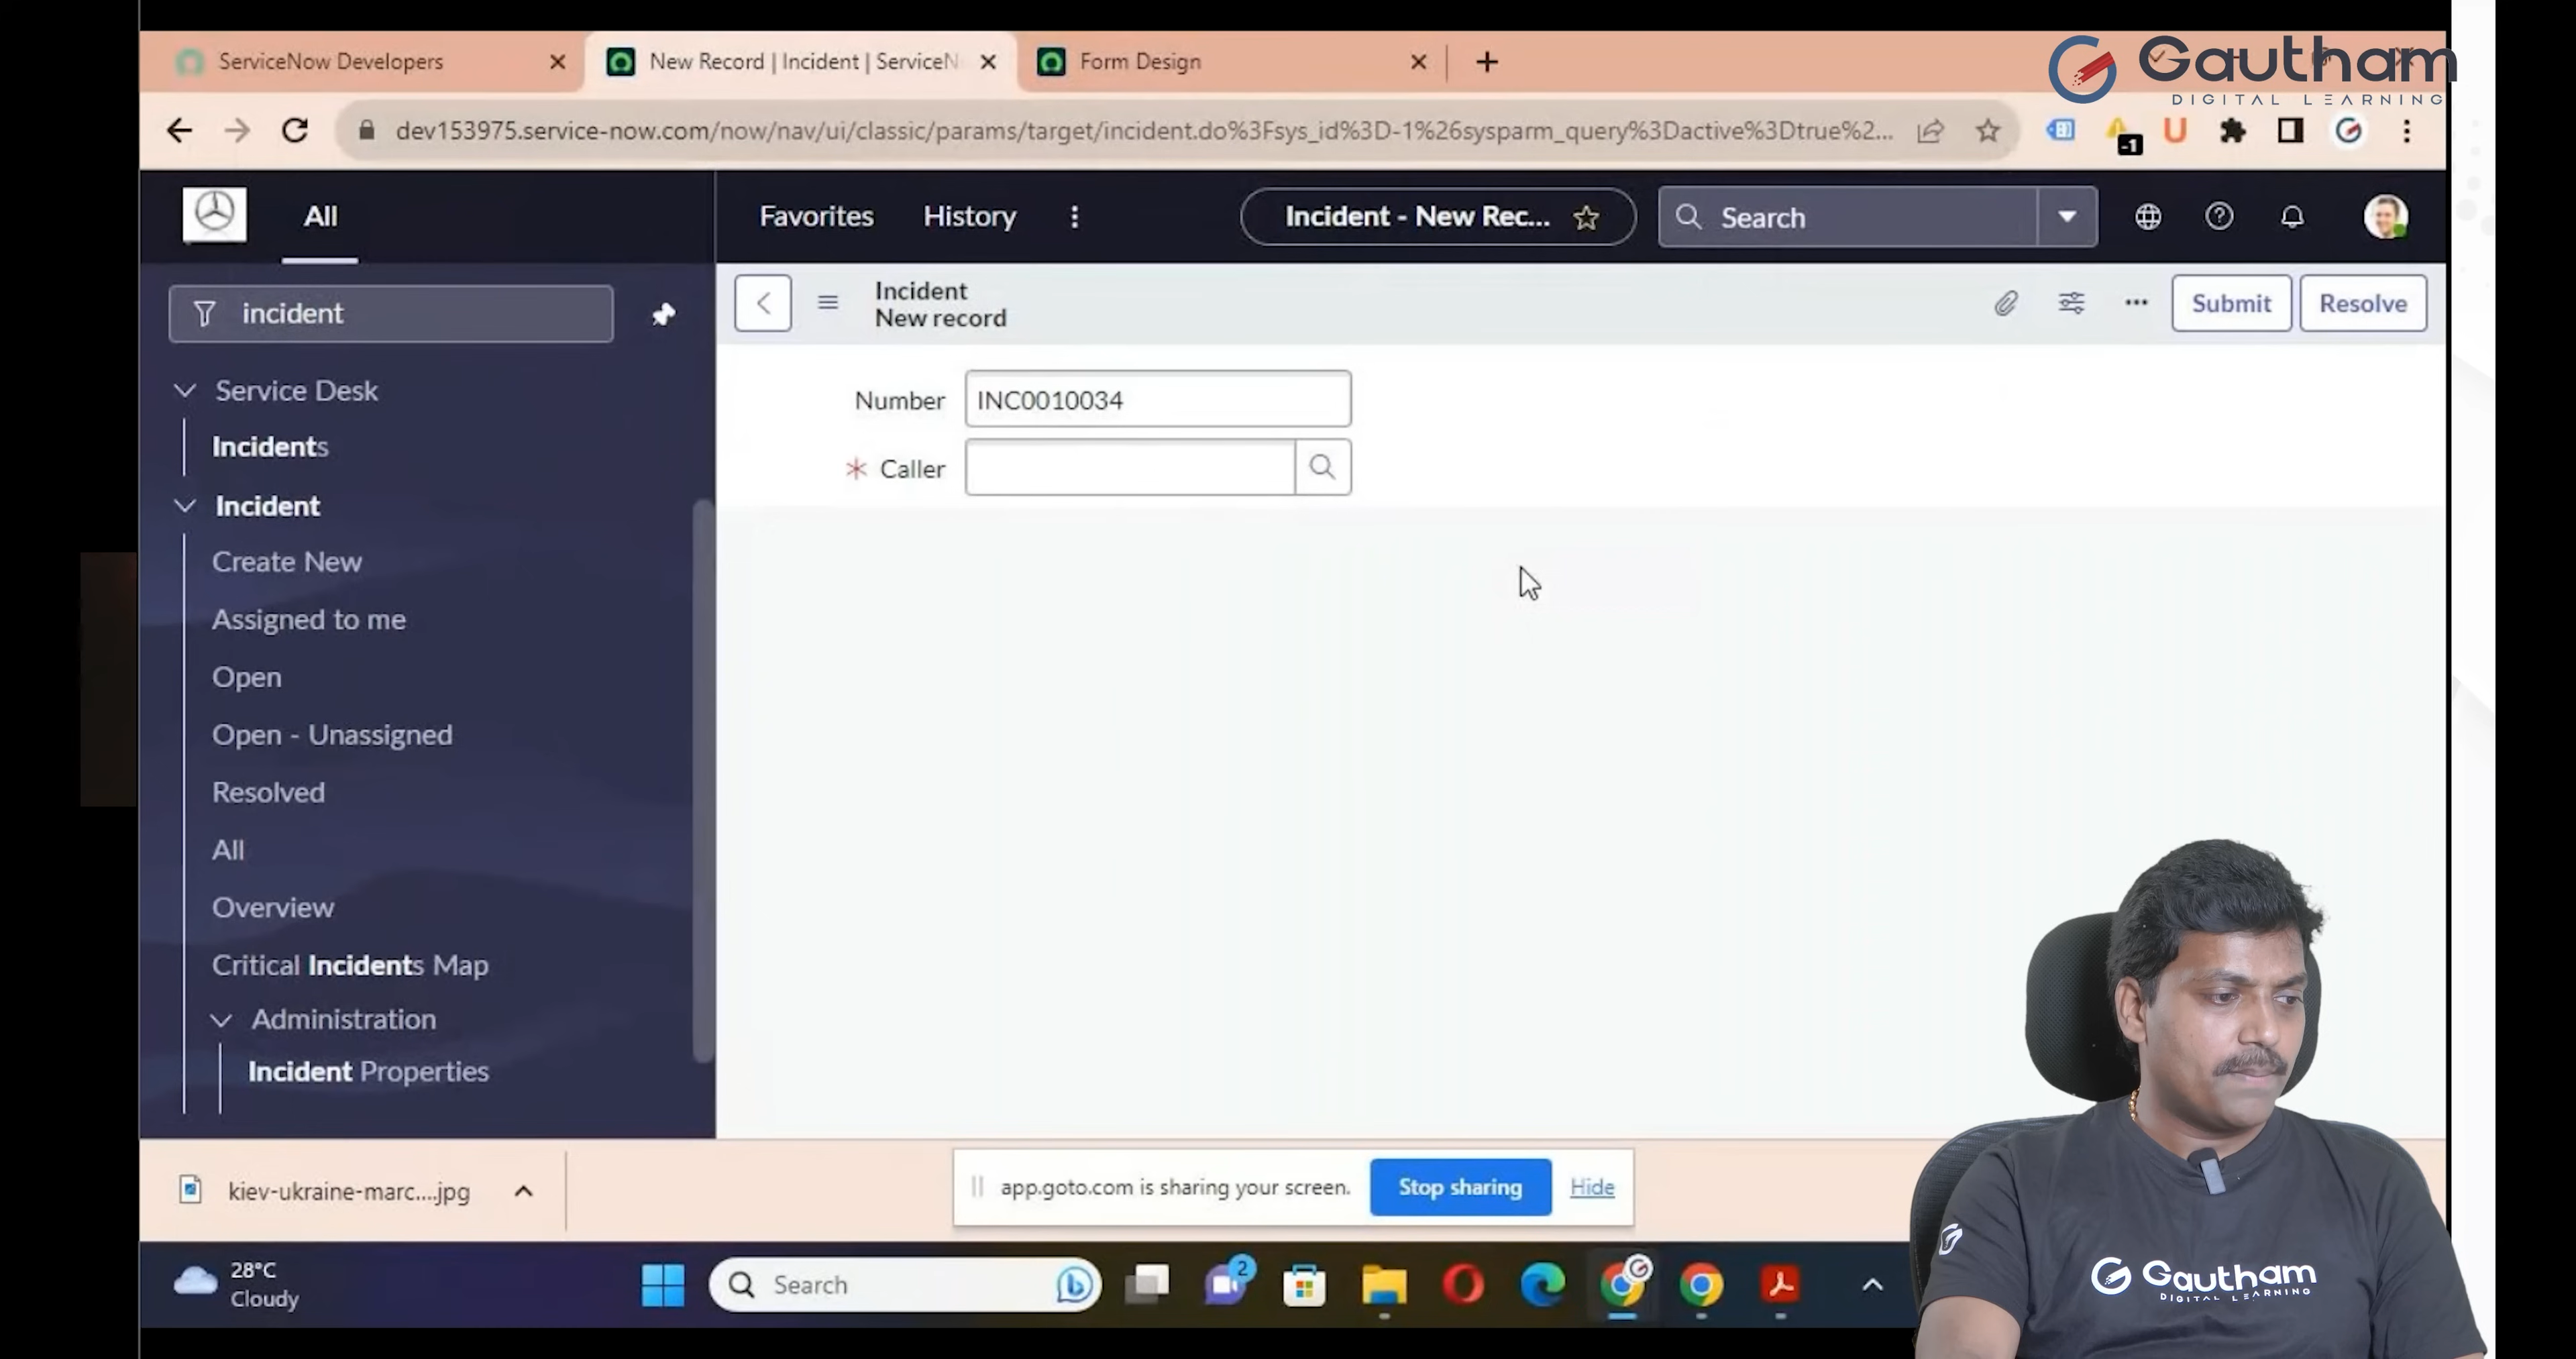 ServiceNow Developers
New Record | Incident | ServiceN
Form Design
Gautham
DIGITAL LEARNING
dev153975.service-now.com/now/nav/ui/classic/params/target/incident.do%3Fsys_id%3D-1%26sysparm_query%3Dactive%3Dtrue%2...
-1
All
Favorites
History
Incident - New Rec...
Search
incident
Incident
New record
Submit
Resolve
Number
INC0010034
Caller
Service Desk
Incidents
Incident
Create New
Assigned to me
Open
Open - Unassigned
Resolved
All
Overview
Critical Incidents Map
Administration
Incident Properties
kiev-ukraine-marc....jpg
app.goto.com is sharing your screen.
Stop sharing
Hide
28°C
Cloudy
Search
2
Gautham
DIGITAL LEARNING